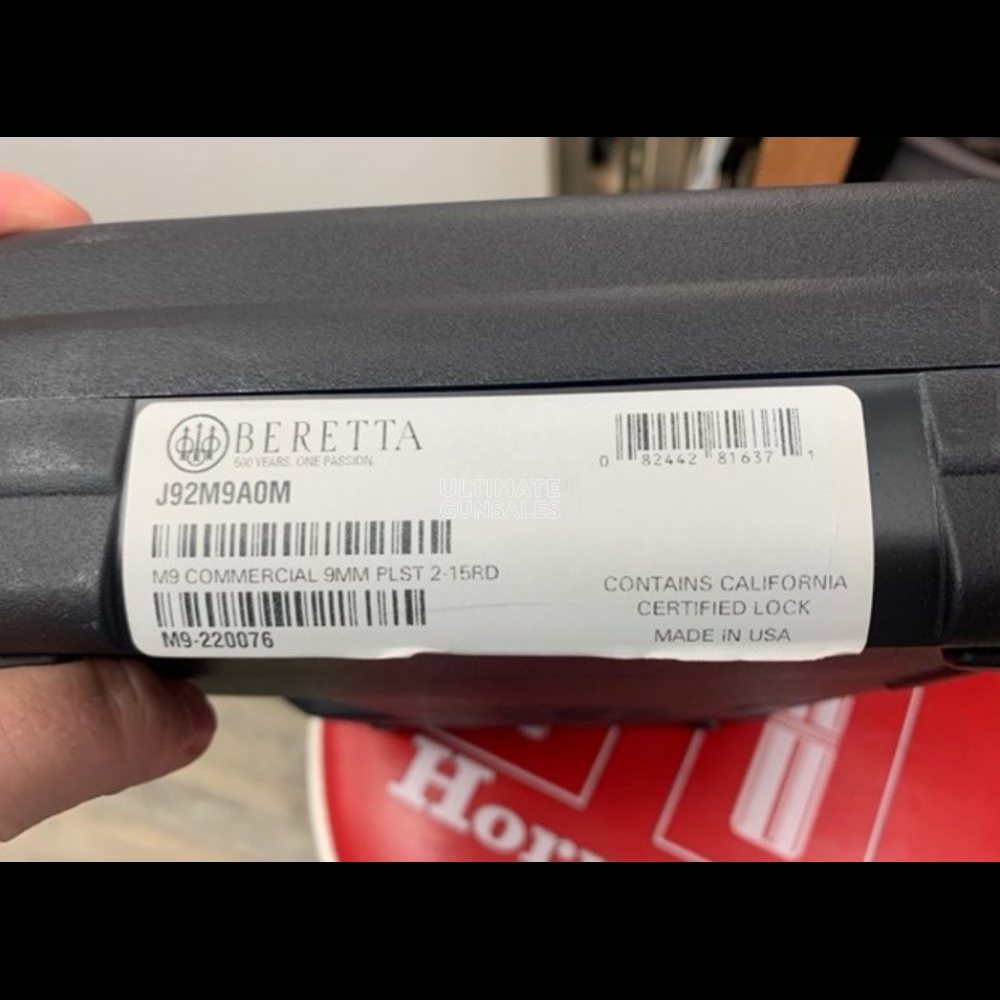 BERETTA
500 YEARS. ONE PASSION.
J92M9A0M
M9 COMMERCIAL 9MM PLST 2-15RD
M9-220076
0 82442 81637 1
CONTAINS CALIFORNIA
CERTIFIED LOCK
MADE IN USA
ULTIMATE
GUNSALES
Horn